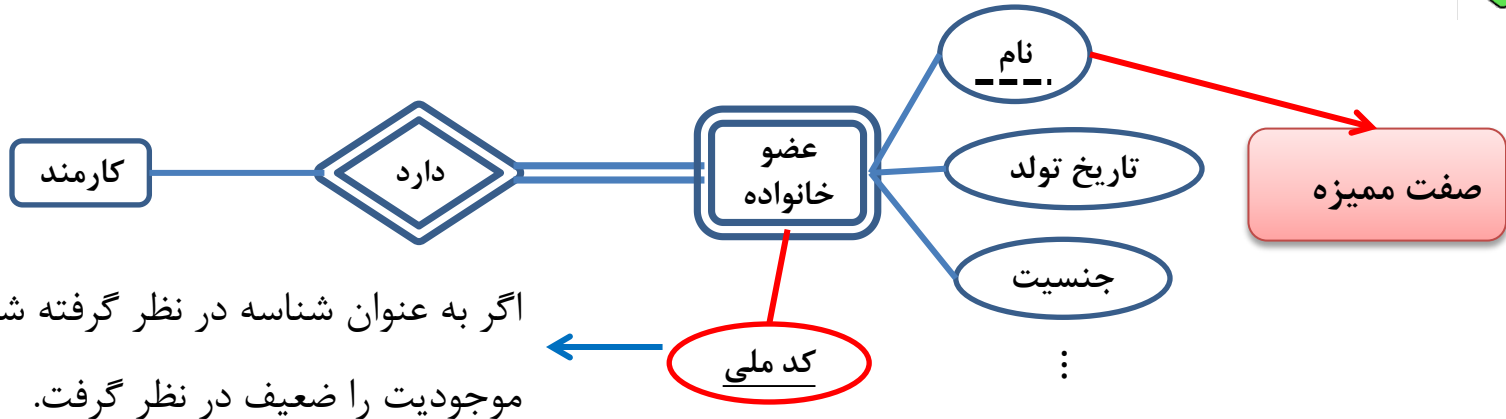 نام
کارمند
دارد
عضو
خانواده
تاریخ تولد
صفت ممیزه
جنسیت
اگر به عنوان شناسه در نظر گرفته
کد ملی
موجودیت را ضعیف در نظر گرفت.